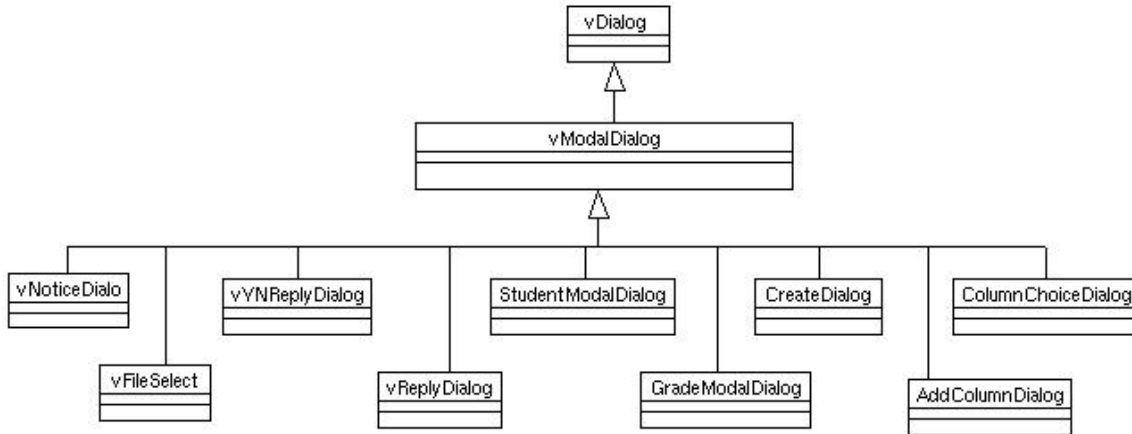 vDialog
vModalDialog
vNoticeDialo
vYNReplyDialog
StudentModalDialog
CreateDialog
ColumnChoiceDialog
vFileSelect
vReplyDialog
GradeModalDialog
AddColumnDialog